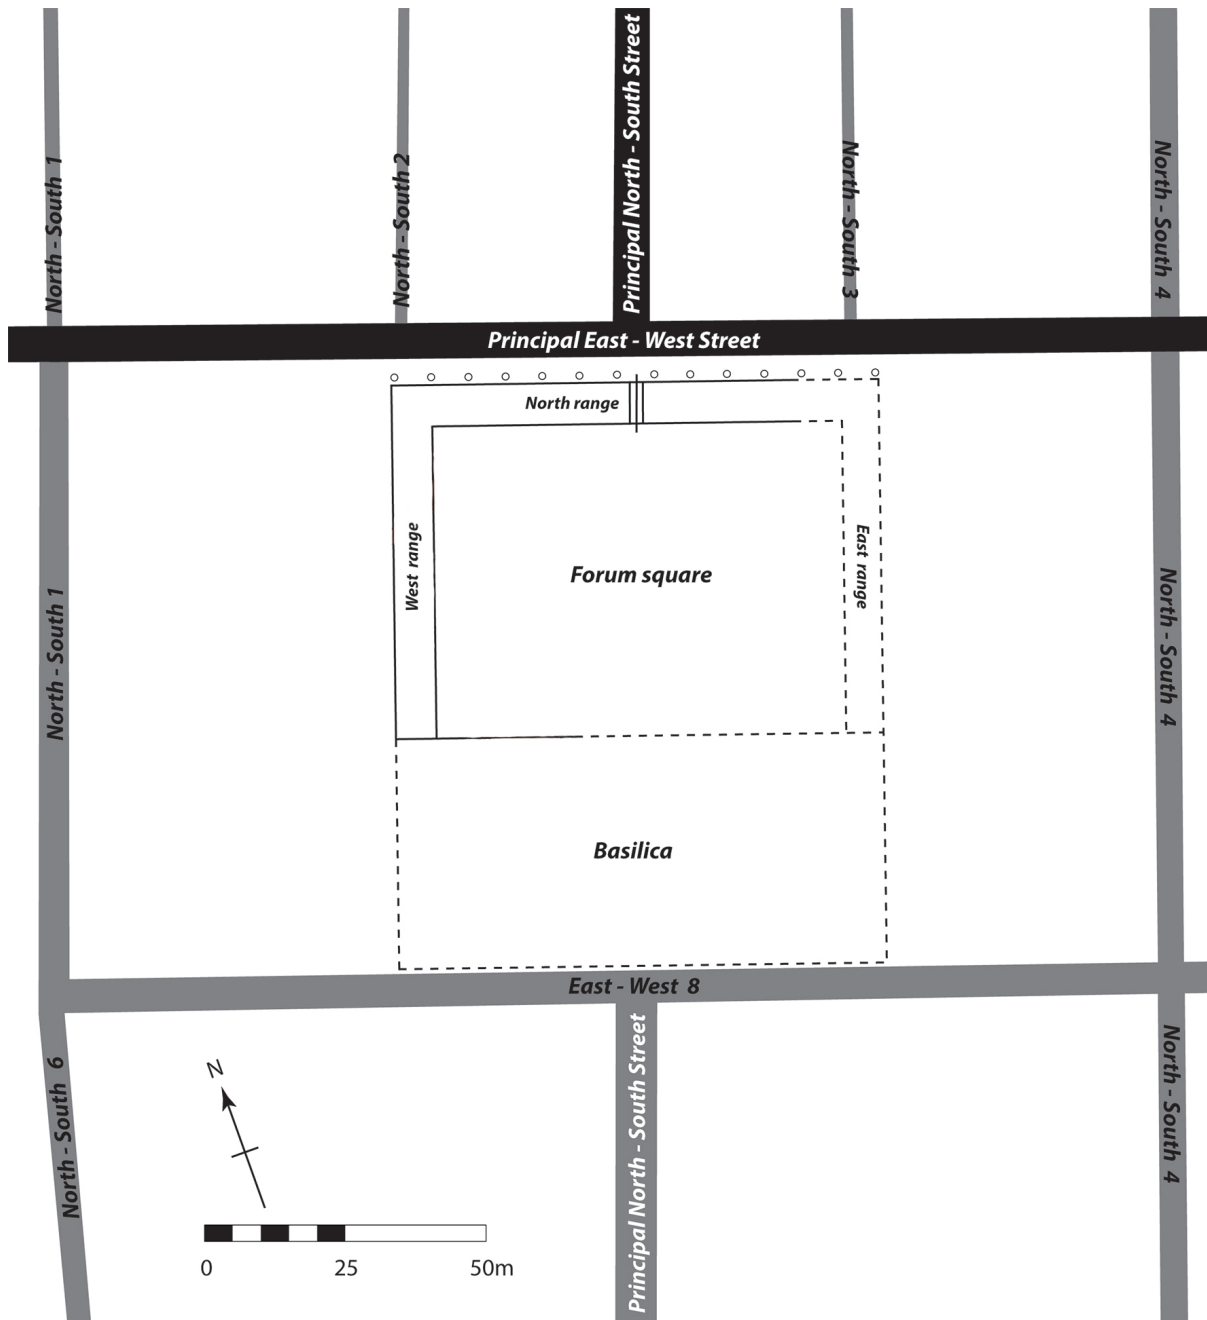 North - South 1
North - South 2
Principal North - South Street
North - South 3
North - South 4
Principal East - West Street
North range
West range
Forum square
East range
North - South 1
North - South 4
Basilica
East - West 8
North - South 6
N
Principal North - South Street
North - South 4
0 25 50m